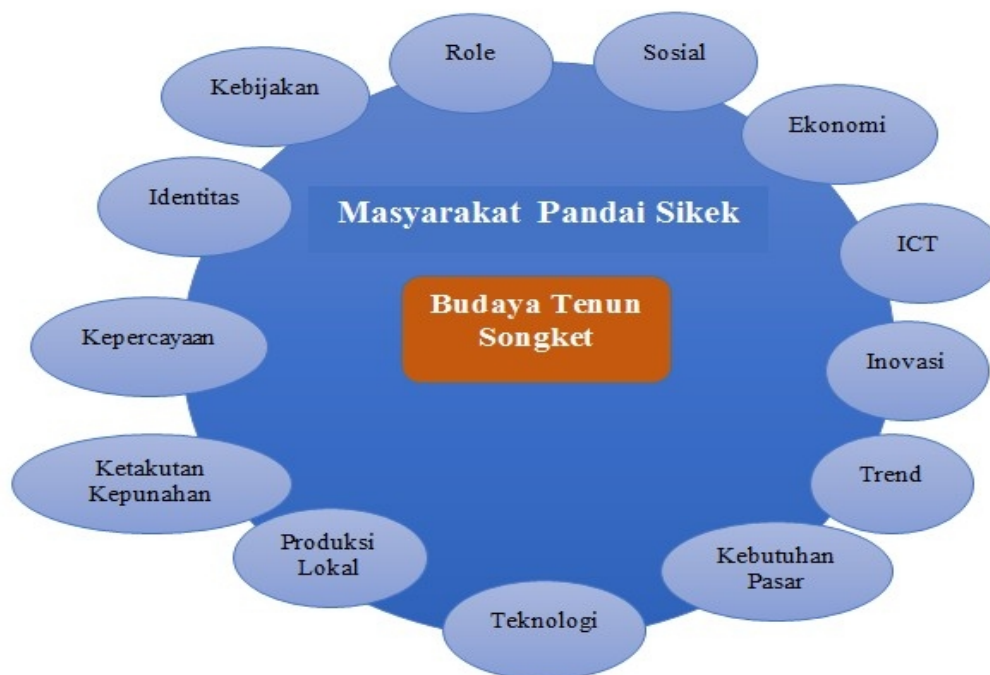 Role
Sosial
Kebijakan
Ekonomi
Identitas
Masyarakat Pandai Sikek
ICT
Budaya Tenun
Songket
Kepercayaan
Inovasi
Ketakutan
Kepunahan
Trend
Produksi
Lokal
Kebutuhan
Pasar
Teknologi